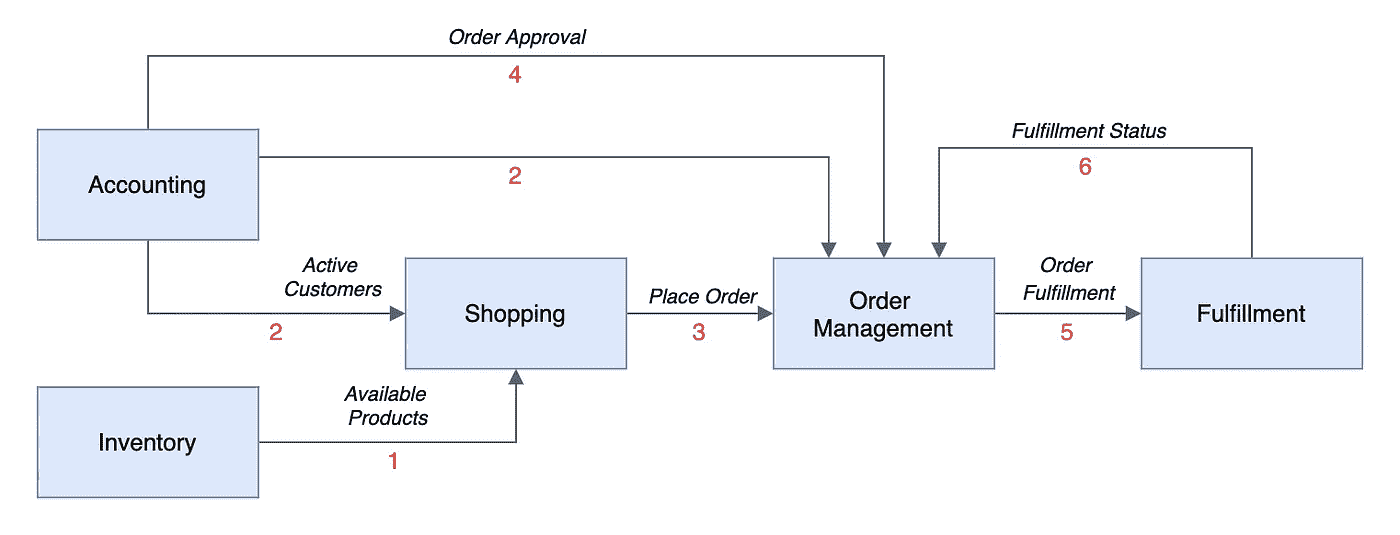 Order Approval
4
Fulfillment Status
6
Accounting
2
Active
Customers
2
Shopping
Place Order
3
Order
Management
Order
Fulfillment
5
Fulfillment
Available
Products
1
Inventory